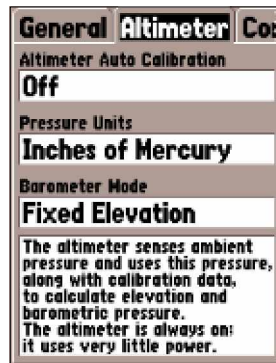 General Altimeter Co
Altimeter Auto Calibration
Off
Pressure Units
Inches of Mercury
Barometer Mode
Fixed Elevation
The altimeter senses ambient
pressure and uses this pressure,
along with calibration data,
to calculate elevation and
barometric pressure.
The altimeter is always on;
it uses very little power.